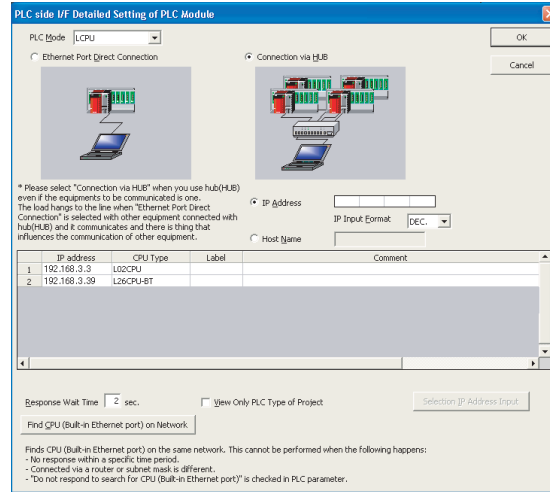 PLC side I/F Detailed Setting of PLC Module
PLC Mode LCPU
OK
Cancel
Ethernet Port Direct Connection
Connection via HUB
* Please select "Connection via HUB" when you use hub(HUB)
even if the equipments to be communicated is one.
The load hangs to the line when "Ethernet Port Direct
Connection" is selected with other equipment connected with
hub(HUB) and it communicates and there is thing that
influences the communication of other equipment.
IP Address
IP Input Format DEC.
Host Name
IP address CPU Type Label Comment
1 192.168.3.3 L02CPU
2 192.168.3.39 L26CPU-BT
Response Wait Time 2 sec.
View Only PLC Type of Project
Selection IP Address Input
Find CPU (Built-in Ethernet port) on Network
Finds CPU (Built-in Ethernet port) on the same network. This cannot be performed when the following happens:
- No response within a specific time period.
- Connected via a router or subnet mask is different.
- "Do not respond to search for CPU (Built-in Ethernet port)" is checked in PLC parameter.